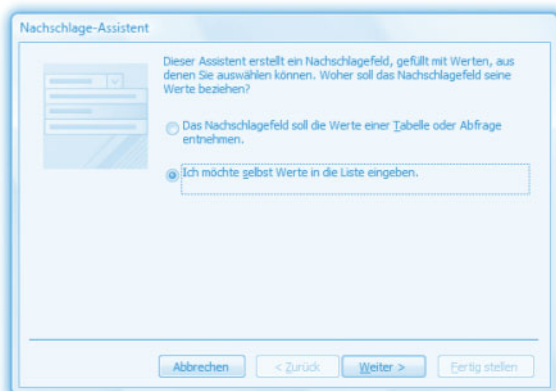 Nachschlage-Assistent
Dieser Assistent erstellt ein Nachschlagefeld, gefüllt mit Werten, aus
denen Sie auswählen können. Woher soll das Nachschlagefeld seine
Werte beziehen?
Das Nachschlagefeld soll die Werte einer Tabelle oder Abfrage
entnehmen.
Ich möchte selbst Werte in die Liste eingeben.
Abbrechen < Zurück Weiter > Fertig stellen